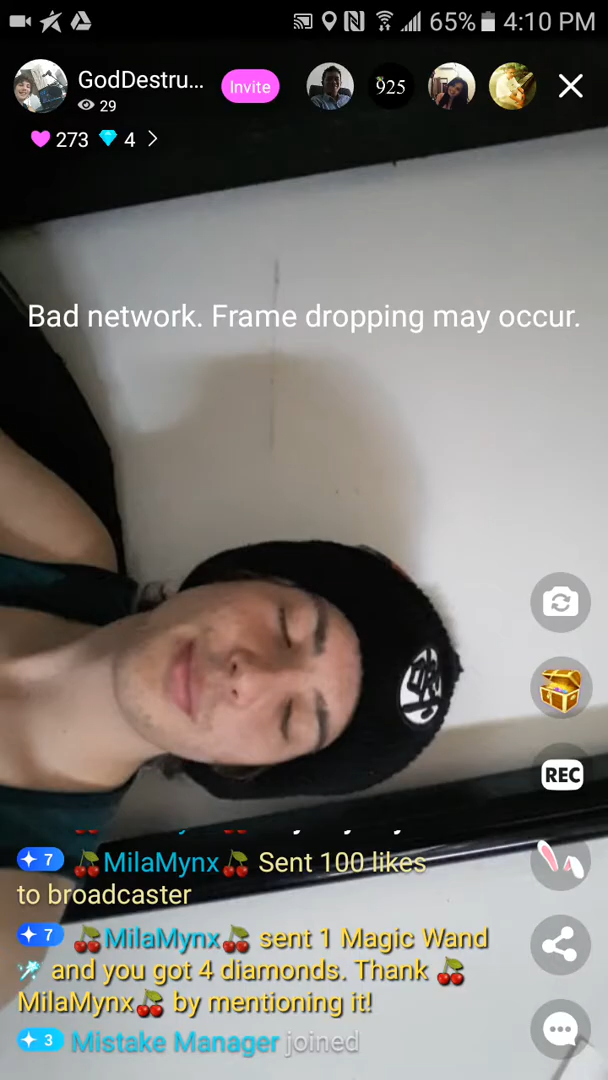 65% 4:10 PM
GodDestru...
Invite
925
29
273 4
Bad network. Frame dropping may occur.
REC
7 MilaMynx Sent 100 likes
to broadcaster
7 MilaMynx sent 1 Magic Wand
and you got 4 diamonds. Thank
MilaMynx by mentioning it!
3 Mistake Manager joined